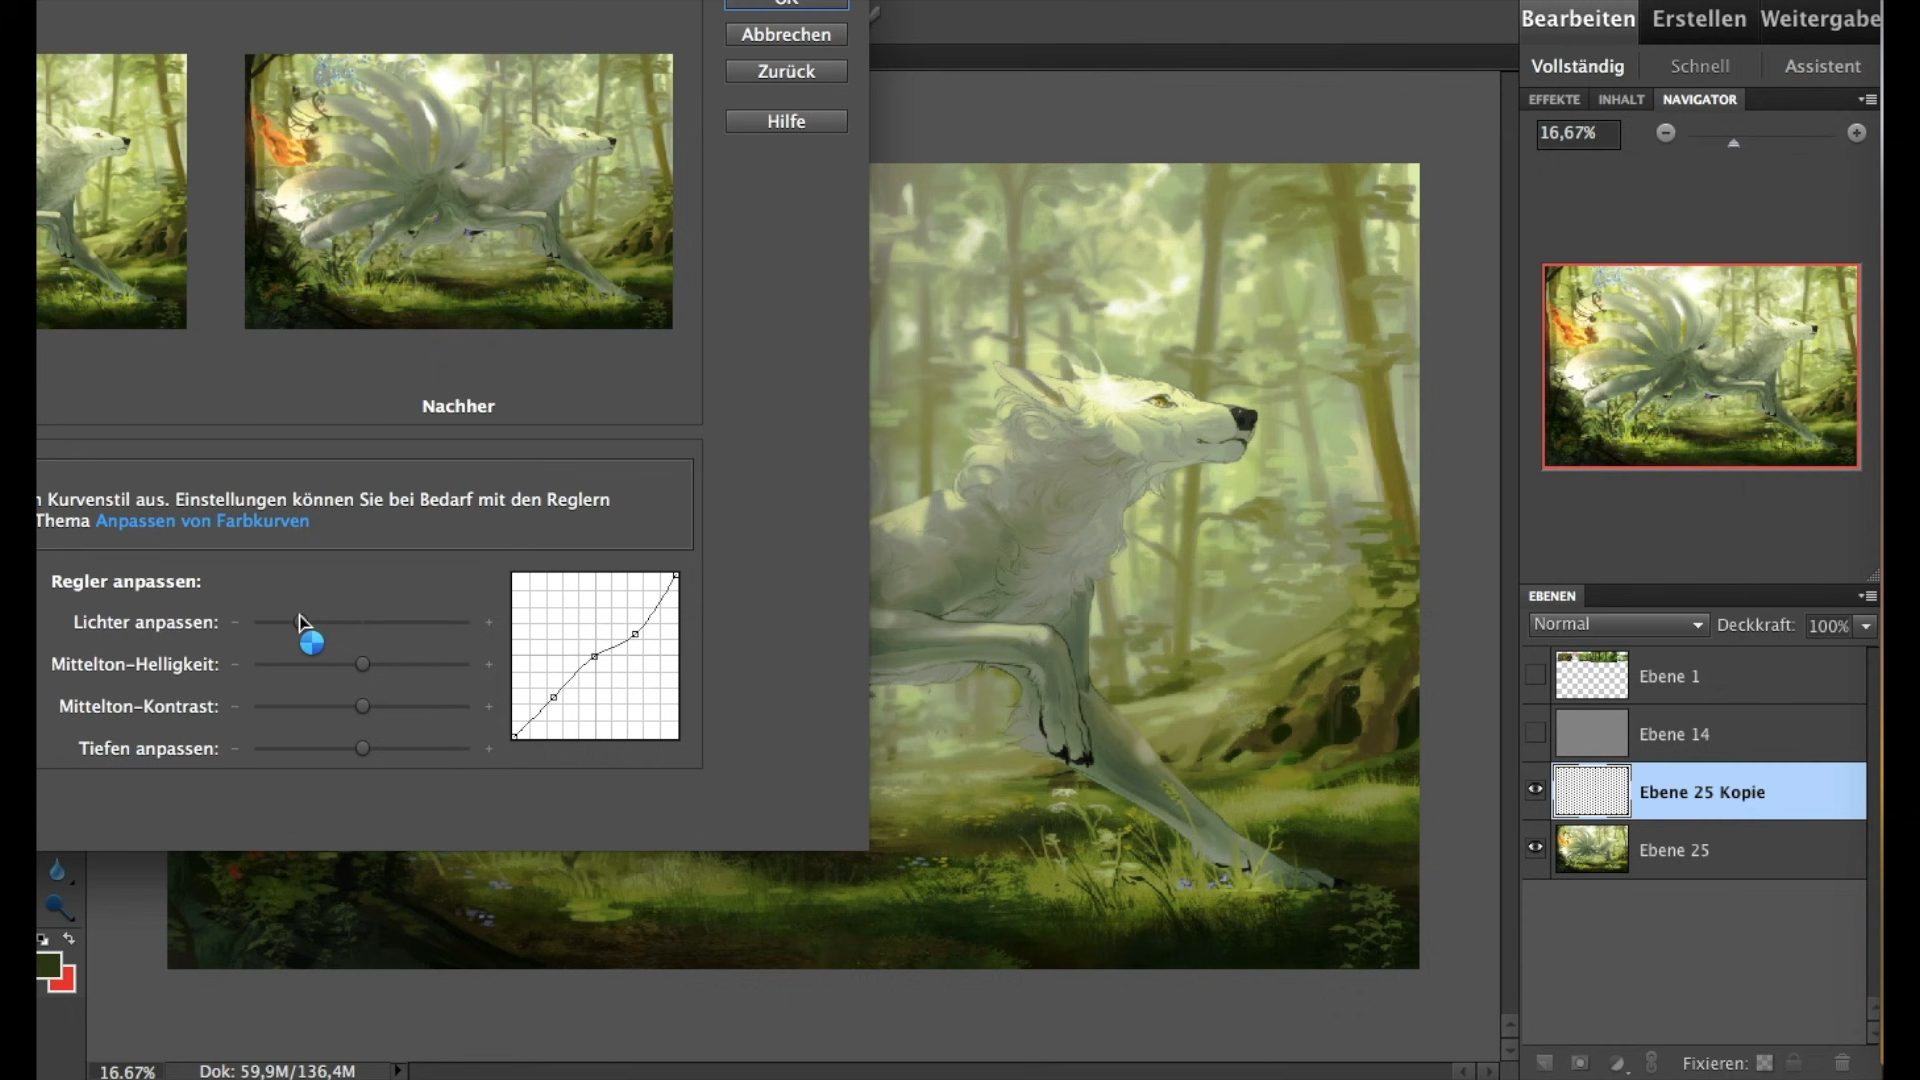 OK
Abbrechen
Zurück
Hilfe
Nachher
Kurvenstil aus. Einstellungen können Sie bei Bedarf mit den Reglern
Thema Anpassen von Farbkurven
Regler anpassen:
Lichter anpassen: - +
Mittelton-Helligkeit: - +
Mittelton-Kontrast: - +
Tiefen anpassen: - +
16.67% Dok: 59,9M/136,4M
Bearbeiten Erstellen Weitergabe
Vollständig Schnell Assistent
EFFEKTE INHALT NAVIGATOR
16,67%
EBENEN
Normal Deckkraft: 100%
Ebene 1
Ebene 14
Ebene 25 Kopie
Ebene 25
Fixieren: